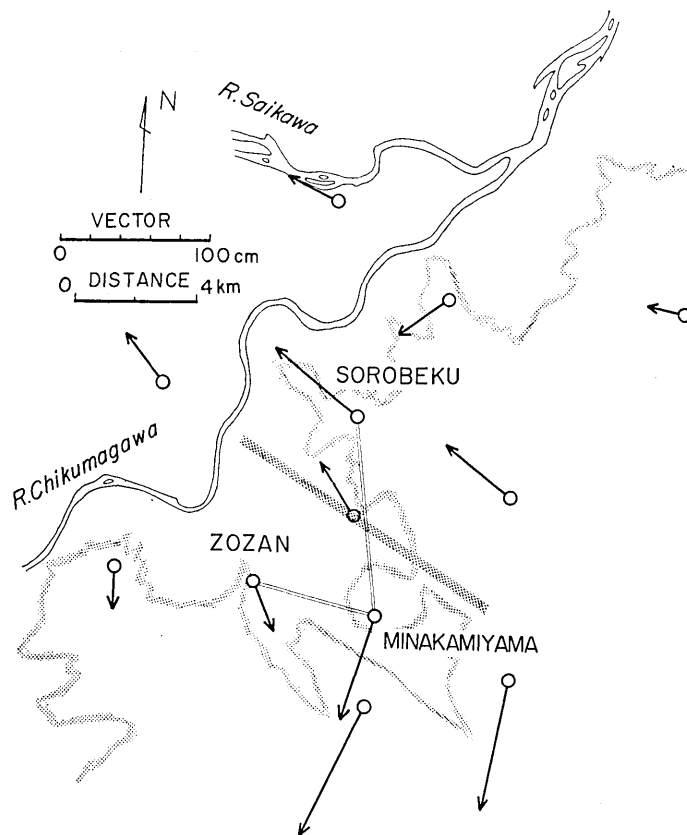 R. Saikawa
N
VECTOR
0 100 cm
0 DISTANCE 4 km
SOROBEKU
R. Chikumagawa
ZOZAN
MINAKAMIYAMA